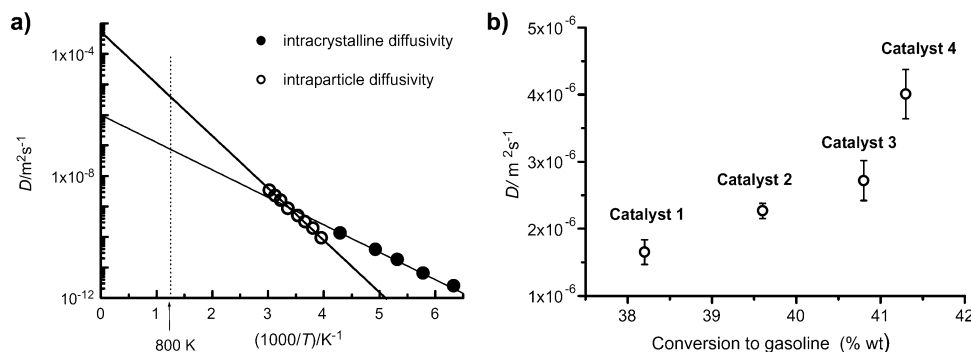 a)
intracrystalline diffusivity
intraparticle diffusivity
D/m²s⁻¹
1x10⁻⁴
1x10⁻⁸
10⁻¹²
0 1 2 3 4 5 6
(1000/T)/K⁻¹
800 K
b)
D/ m² s⁻¹
5x10⁻⁶
4x10⁻⁶
3x10⁻⁶
2x10⁻⁶
1x10⁻⁶
Catalyst 4
Catalyst 3
Catalyst 2
Catalyst 1
38 39 40 41 42
Conversion to gasoline (% wt)